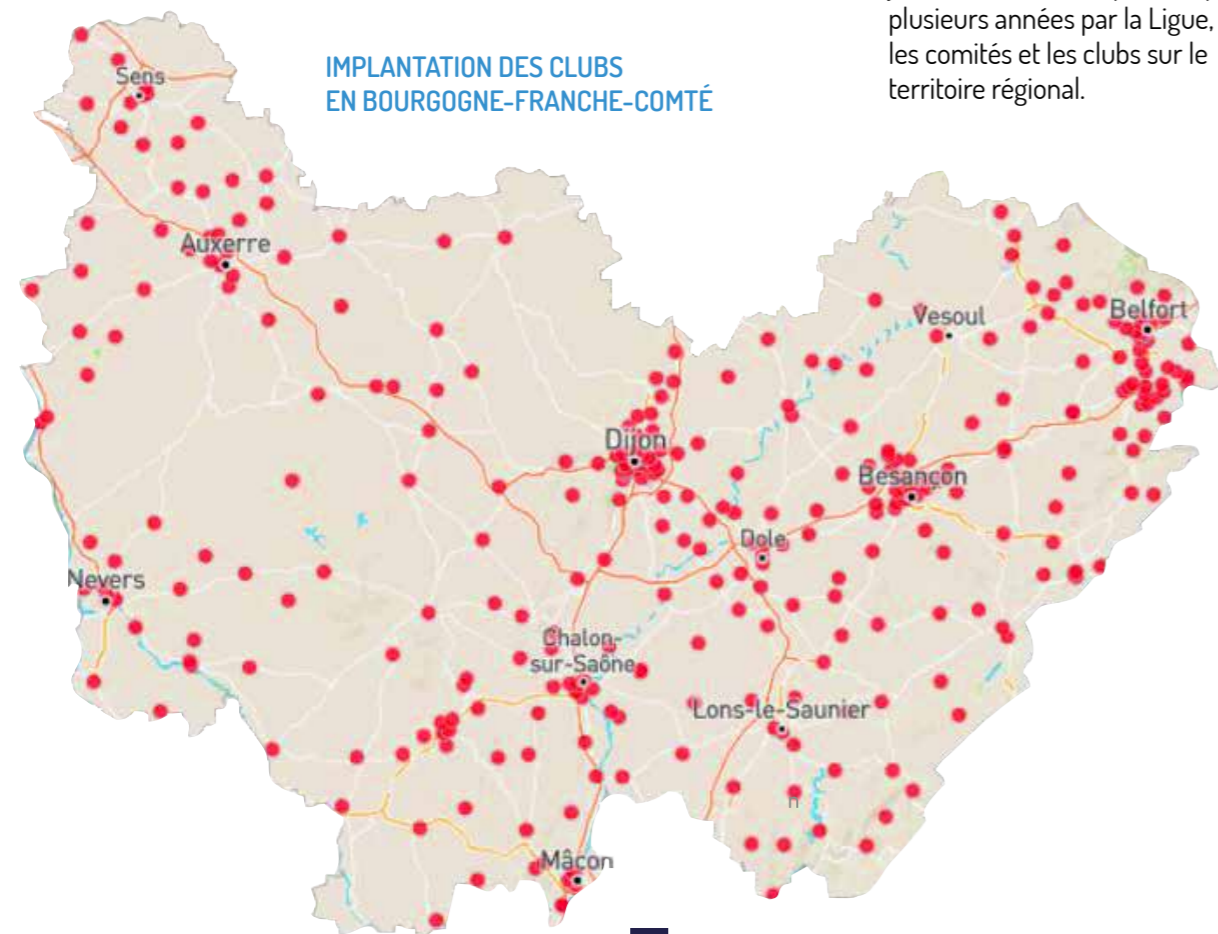 plusieurs années par la Ligue,
les comités et les clubs sur le
territoire régional.
IMPLANTATION DES CLUBS
EN BOURGOGNE-FRANCHE-COMTÉ
Sens
Auxerre
Vesoul
Belfort
Dijon
Besançon
Dole
Nevers
Chalon-
sur-Saône
Lons-le-Saunier
Mâcon